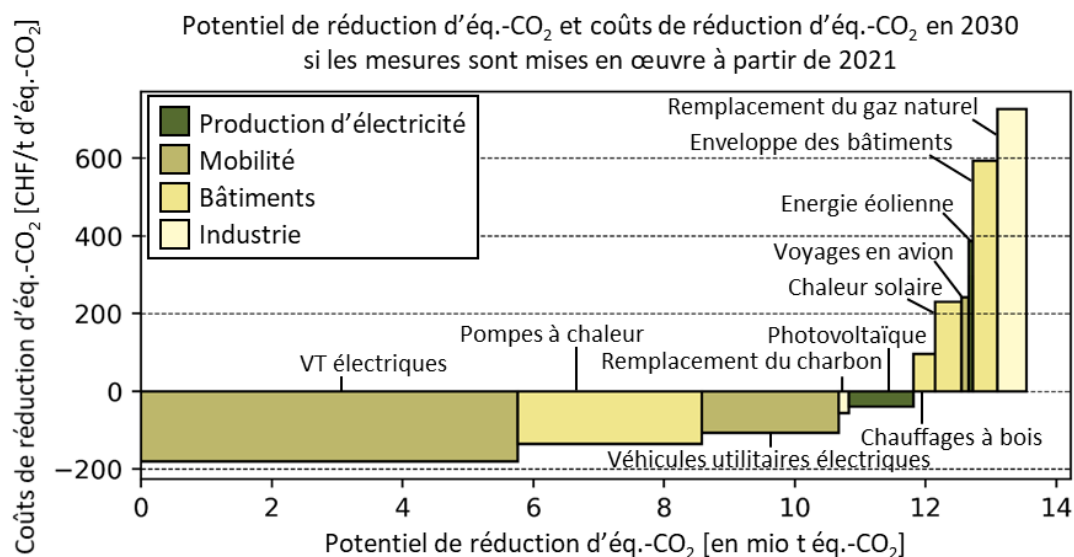 Potentiel de réduction d’éq.-CO₂ et coûts de réduction d’éq.-CO₂ en 2030
si les mesures sont mises en œuvre à partir de 2021
Coûts de réduction d’éq.-CO₂ [CHF/t d’éq.-CO₂]
Production d’électricité
Mobilité
Bâtiments
Industrie
Remplacement du gaz naturel
Enveloppe des bâtiments
Energie éolienne
Voyages en avion
Chaleur solaire
Pompes à chaleur
Photovoltaïque
VT électriques
Remplacement du charbon
Chauffages à bois
Véhicules utilitaires électriques
600
400
200
0
−200
0 2 4 6 8 10 12 14
Potentiel de réduction d’éq.-CO₂ [en mio t éq.-CO₂]